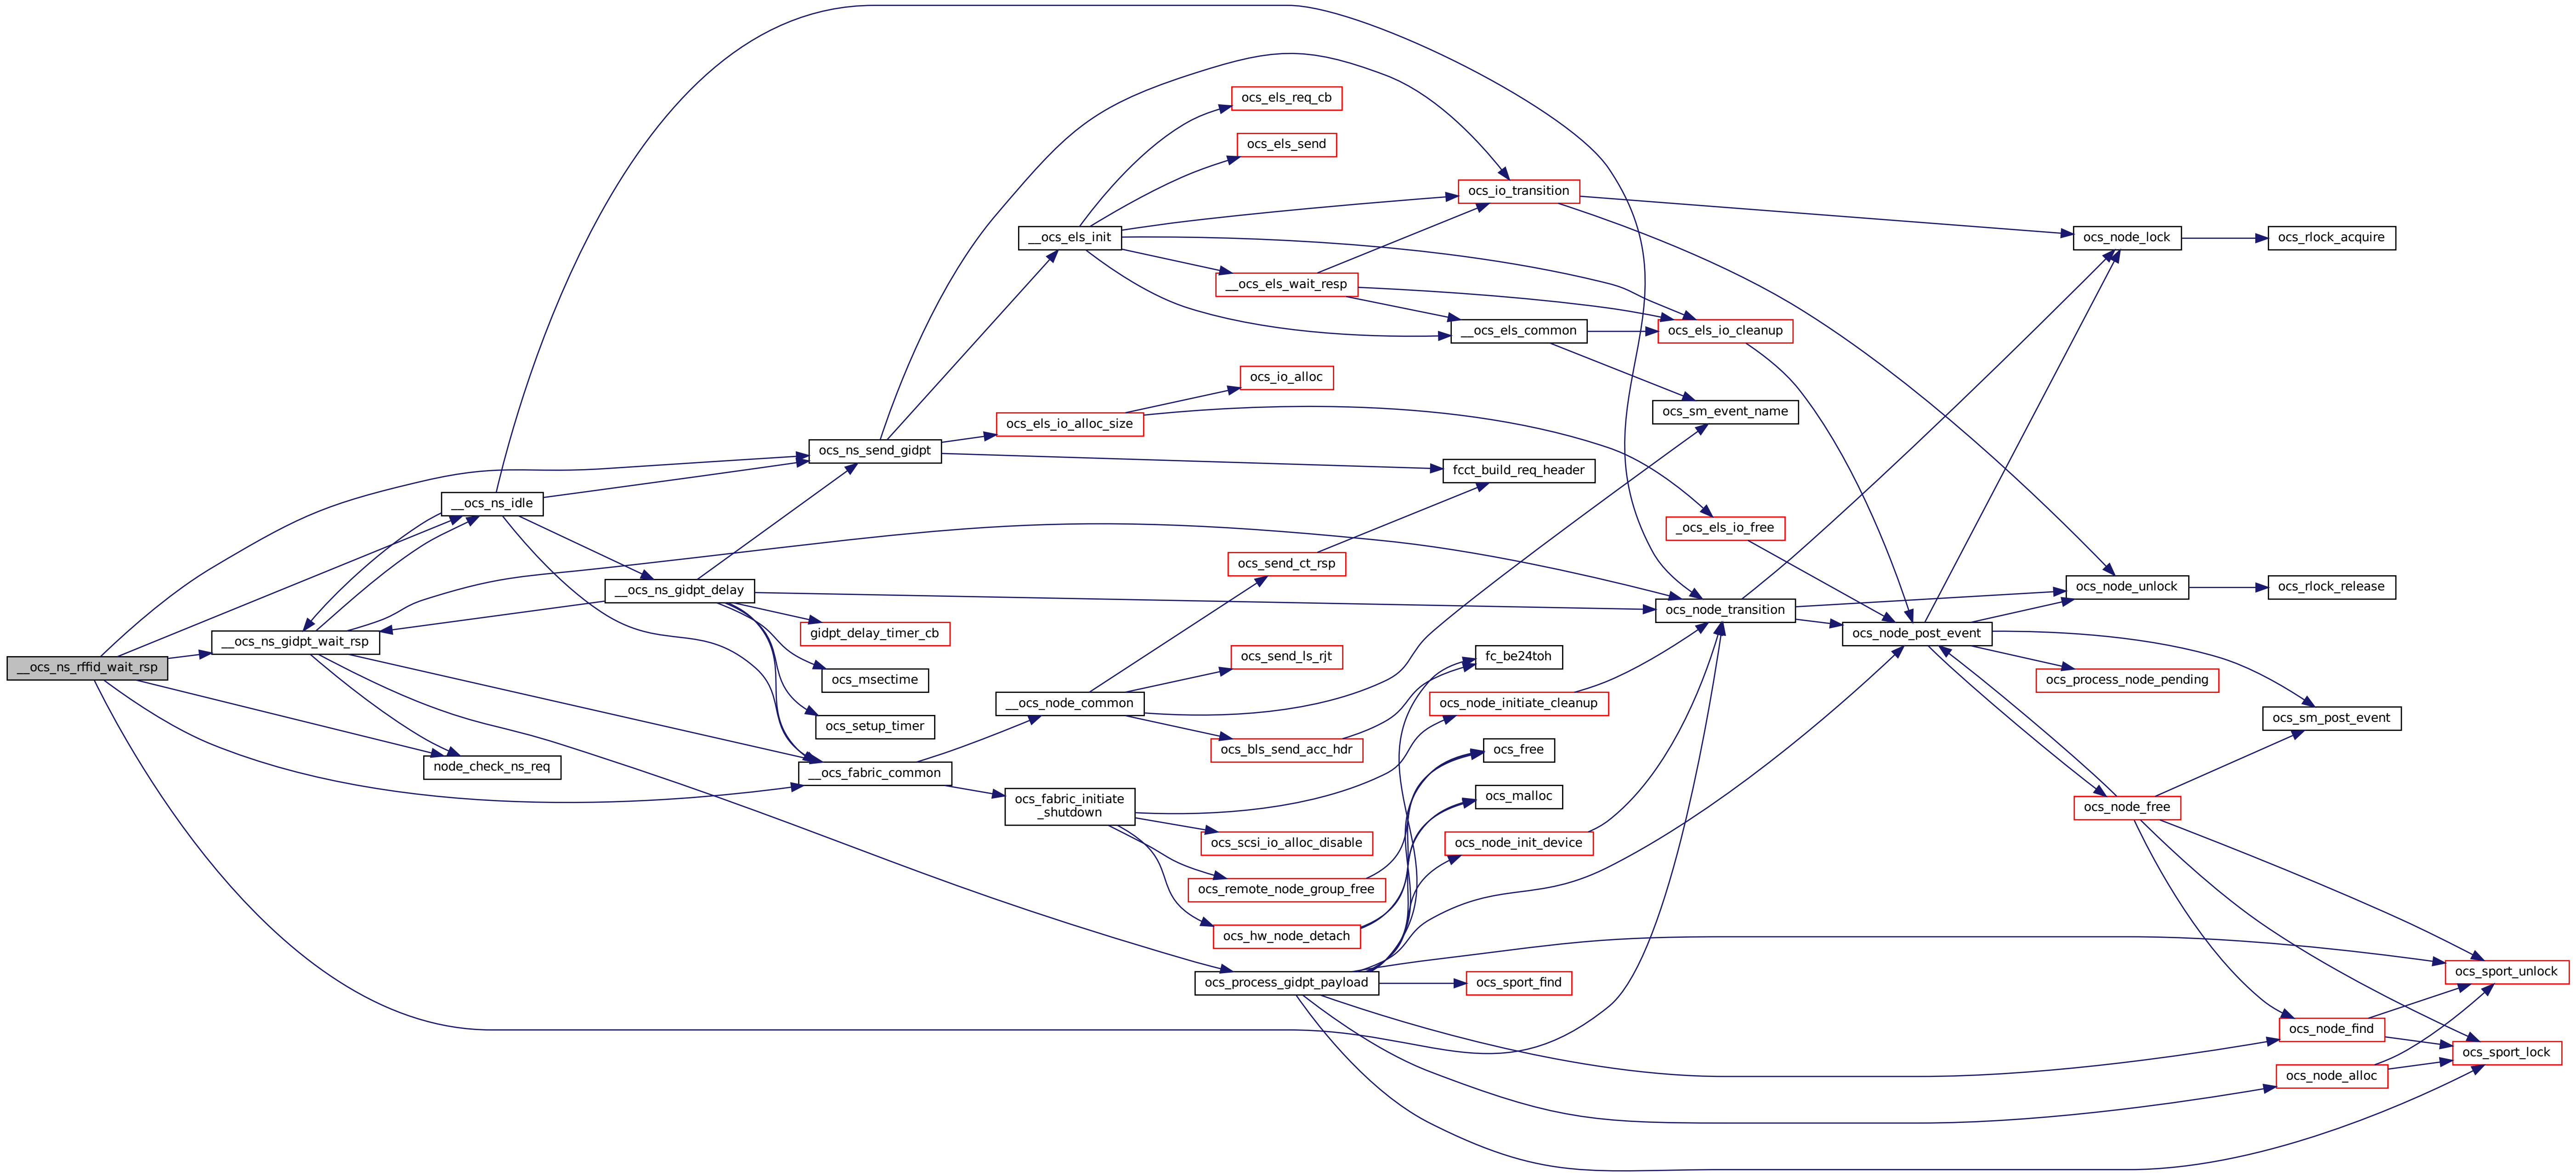 __ocs_ns_rffid_wait_rsp
__ocs_ns_gidpt_wait_rsp
__ocs_ns_idle
node_check_ns_req
__ocs_ns_gidpt_delay
ocs_ns_send_gidpt
gidpt_delay_timer_cb
ocs_msectime
ocs_setup_timer
__ocs_fabric_common
__ocs_els_init
ocs_els_io_alloc_size
__ocs_node_common
ocs_fabric_initiate
_shutdown
ocs_els_req_cb
ocs_els_send
__ocs_els_wait_resp
ocs_io_alloc
ocs_send_ct_rsp
ocs_send_ls_rjt
ocs_bls_send_acc_hdr
ocs_scsi_io_alloc_disable
ocs_remote_node_group_free
ocs_hw_node_detach
ocs_process_gidpt_payload
ocs_io_transition
__ocs_els_common
fcct_build_req_header
fc_be24toh
ocs_node_initiate_cleanup
ocs_free
ocs_malloc
ocs_node_init_device
ocs_sport_find
ocs_els_io_cleanup
ocs_sm_event_name
_ocs_els_io_free
ocs_node_transition
ocs_node_post_event
ocs_node_lock
ocs_node_unlock
ocs_process_node_pending
ocs_node_free
ocs_rlock_acquire
ocs_rlock_release
ocs_sm_post_event
ocs_node_find
ocs_node_alloc
ocs_sport_unlock
ocs_sport_lock